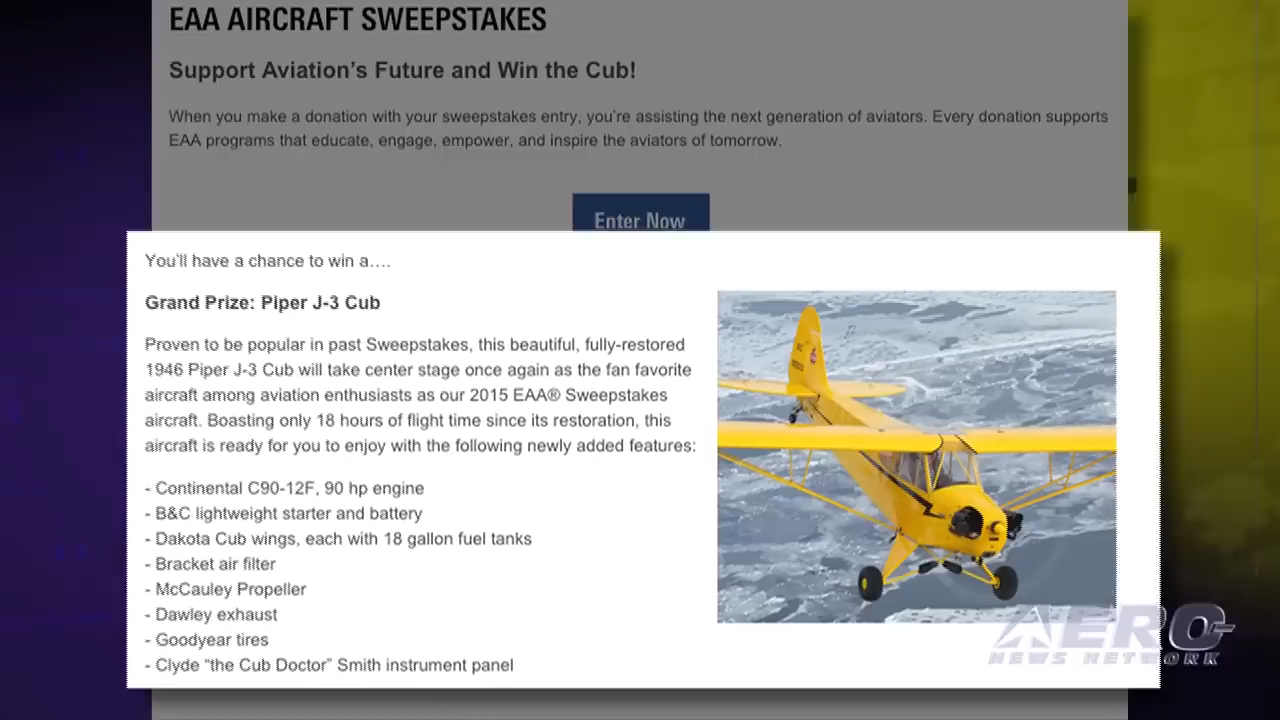 EAA AIRCRAFT SWEEPSTAKES
Support Aviation's Future and Win the Cub!
When you make a donation with your sweepstakes entry, you're assisting the next generation of aviators. Every donation supports
EAA programs that educate, engage, empower, and inspire the aviators of tomorrow.
Enter Now
You'll have a chance to win a….
Grand Prize: Piper J-3 Cub
Proven to be popular in past Sweepstakes, this beautiful, fully-restored
1946 Piper J-3 Cub will take center stage once again as the fan favorite
aircraft among aviation enthusiasts as our 2015 EAA® Sweepstakes
aircraft. Boasting only 18 hours of flight time since its restoration, this
aircraft is ready for you to enjoy with the following newly added features:
- Continental C90-12F, 90 hp engine
- B&C lightweight starter and battery
- Dakota Cub wings, each with 18 gallon fuel tanks
- Bracket air filter
- McCauley Propeller
- Dawley exhaust
- Goodyear tires
- Clyde “the Cub Doctor” Smith instrument panel
AERO-
NEWS NETWORK